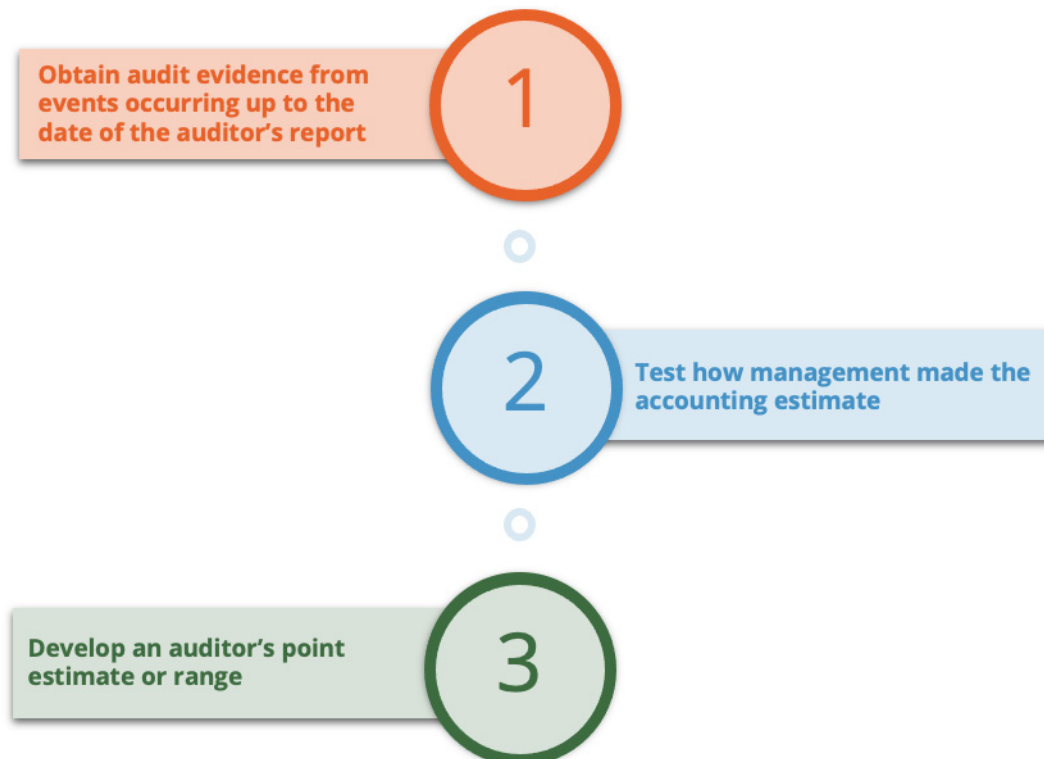 Obtain audit evidence from
events occurring up to the
date of the auditor’s report
1
2
Test how management made the
accounting estimate
Develop an auditor’s point
estimate or range
3